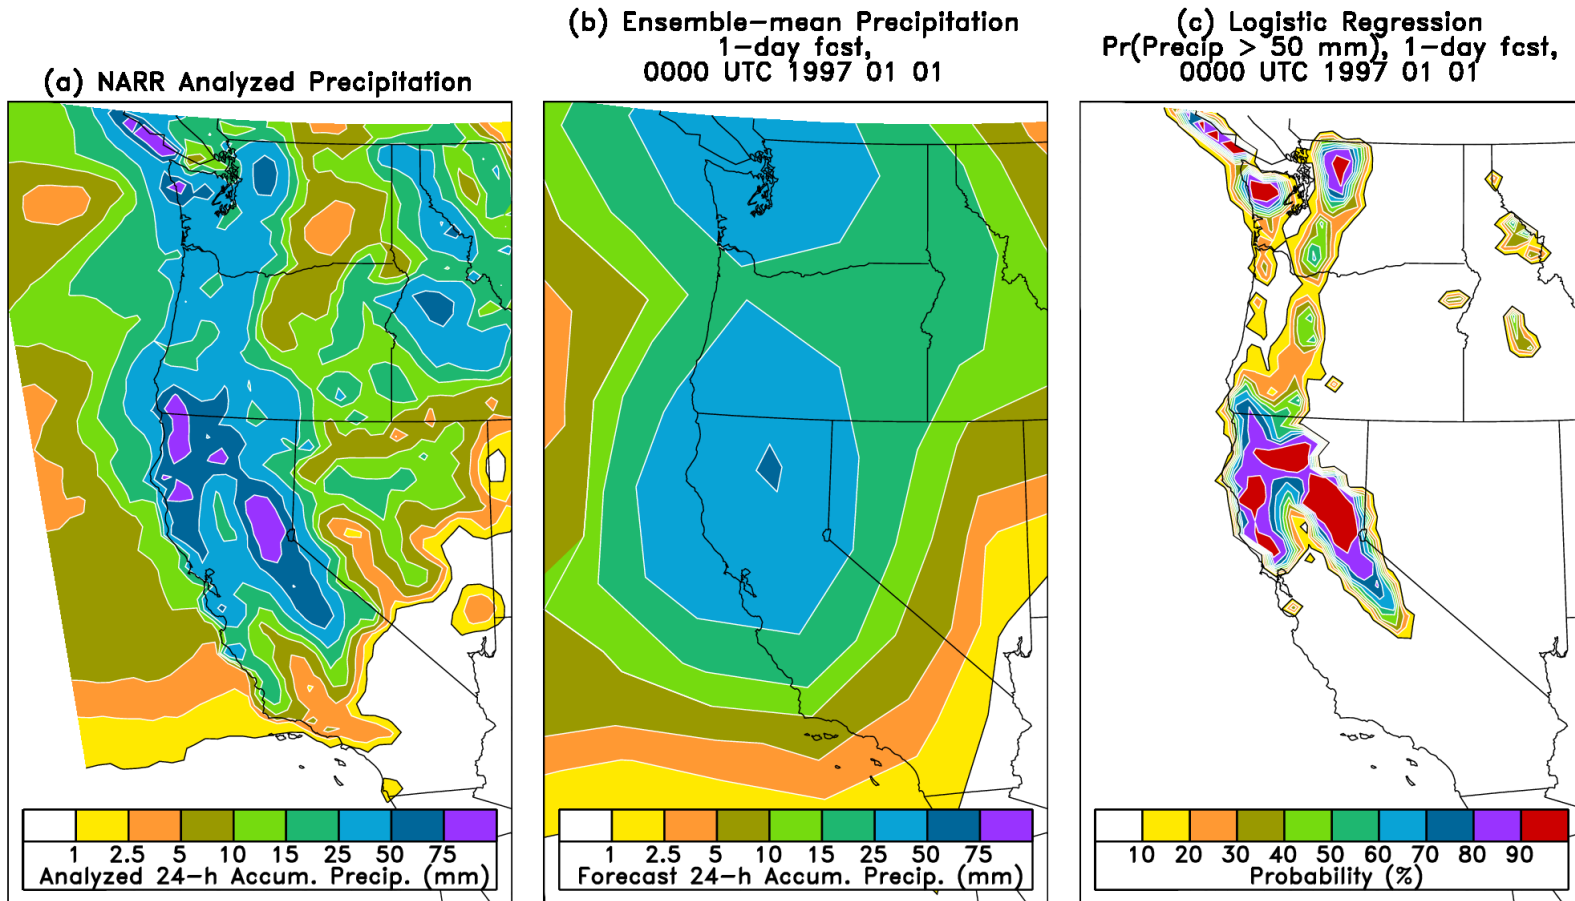 (a) NARR Analyzed Precipitation
1 2.5 5 10 15 25 50 75
Analyzed 24-h Accum. Precip. (mm)
(b) Ensemble-mean Precipitation
1-day fcst,
0000 UTC 1997 01 01
1 2.5 5 10 15 25 50 75
Forecast 24-h Accum. Precip. (mm)
(c) Logistic Regression
Pr(Precip > 50 mm), 1-day fcst,
0000 UTC 1997 01 01
10 20 30 40 50 60 70 80 90
Probability (%)